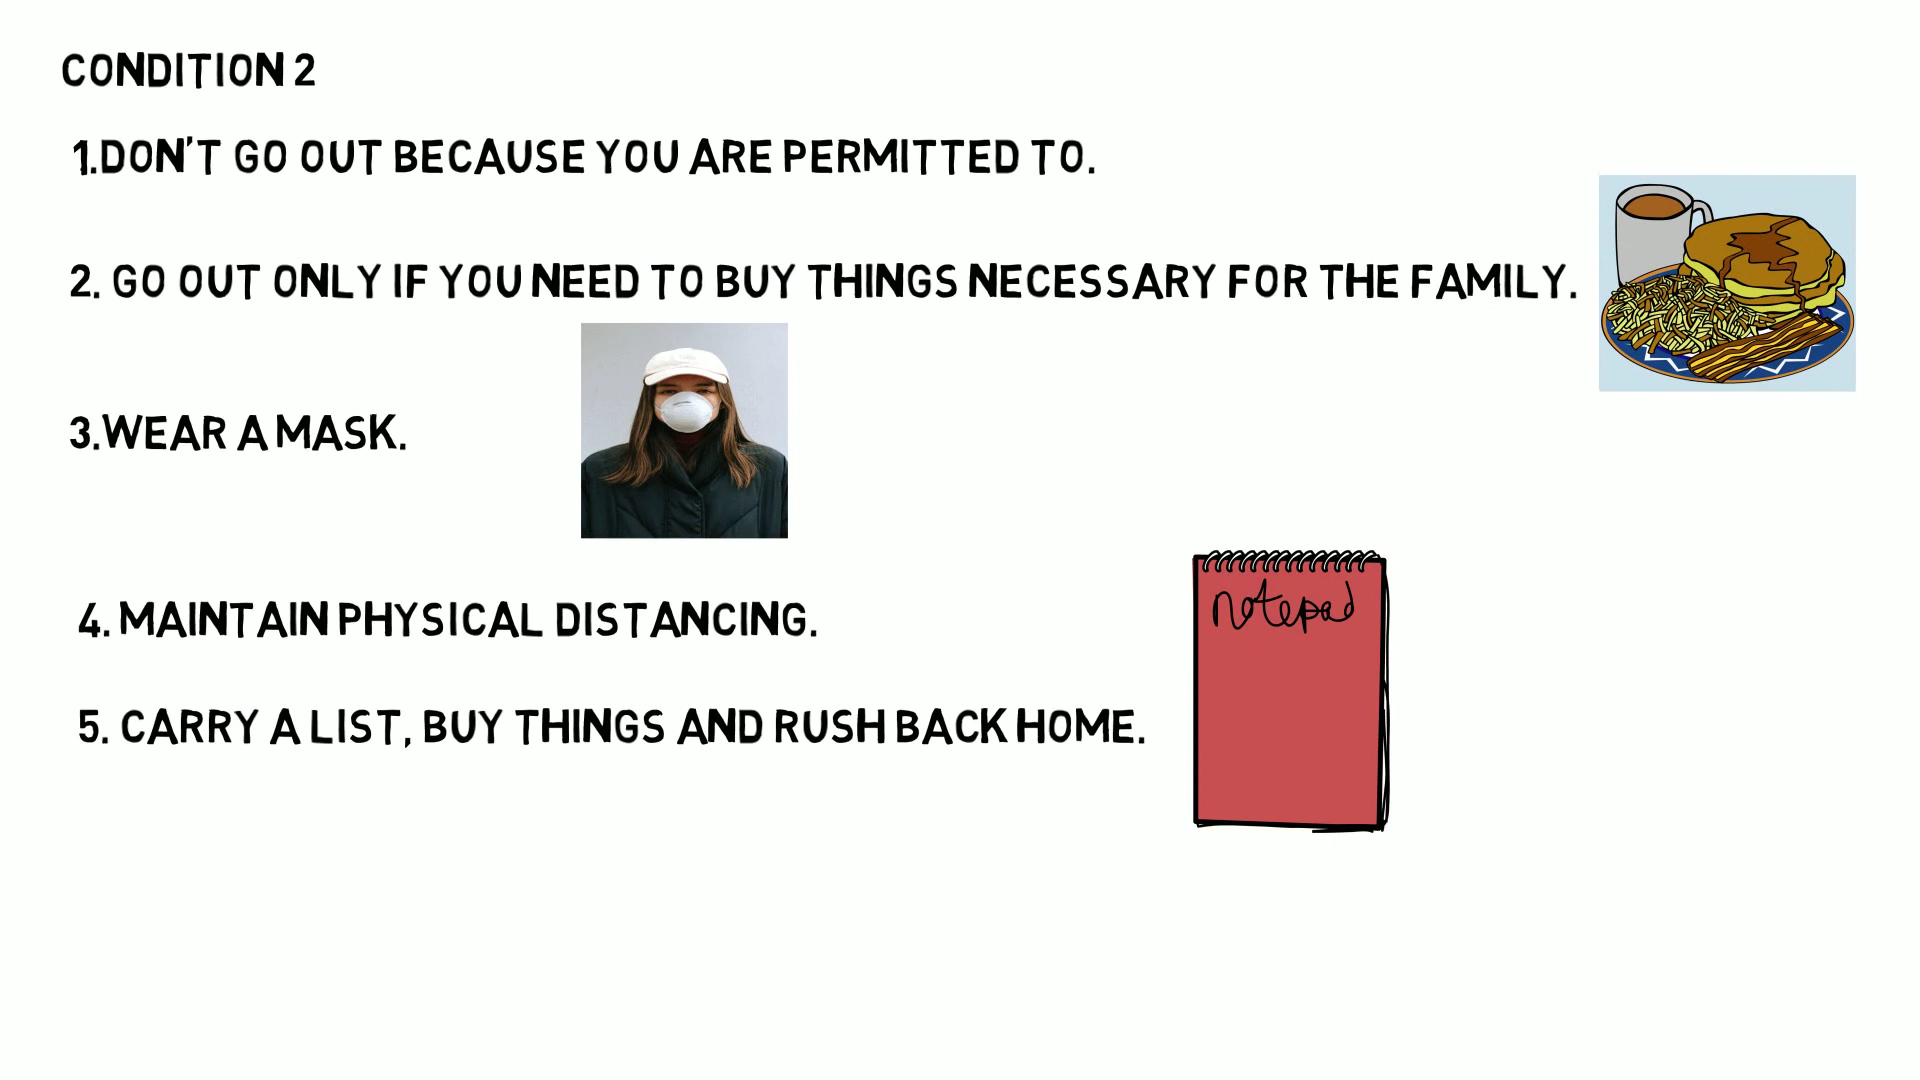 CONDITION 2
1.DON'T GO OUT BECAUSE YOU ARE PERMITTED TO.
2. GO OUT ONLY IF YOU NEED TO BUY THINGS NECESSARY FOR THE FAMILY.
3.WEAR A MASK.
4. MAINTAIN PHYSICAL DISTANCING.
notepad
5. CARRY A LIST, BUY THINGS AND RUSH BACK HOME.